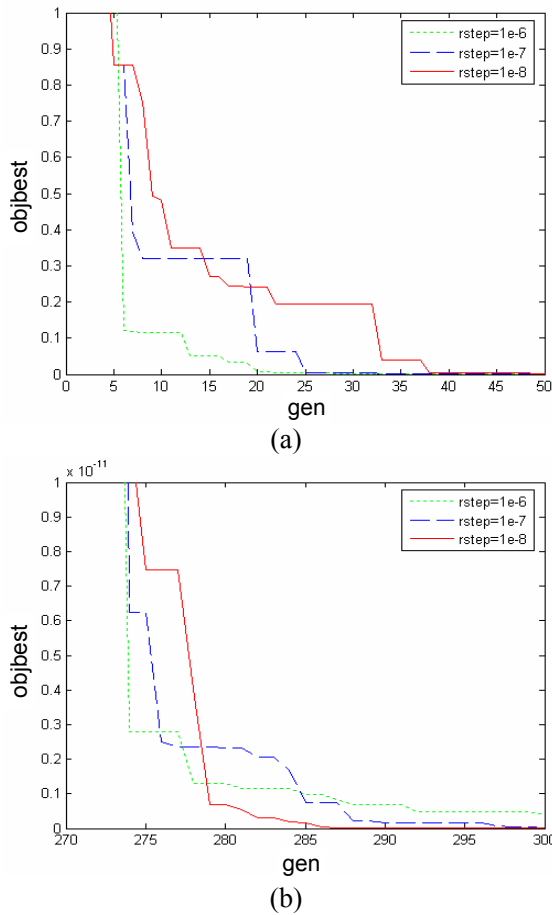 1
0.9
0.8
0.7
0.6
0.5
0.4
0.3
0.2
0.1
0
objbest
rstep=1e-6
rstep=1e-7
rstep=1e-8
0 5 10 15 20 25 30 35 40 45 50
gen
(a)
x 10^-11
1
0.9
0.8
0.7
0.6
0.5
0.4
0.3
0.2
0.1
0
objbest
rstep=1e-6
rstep=1e-7
rstep=1e-8
270 275 280 285 290 295 300
gen
(b)